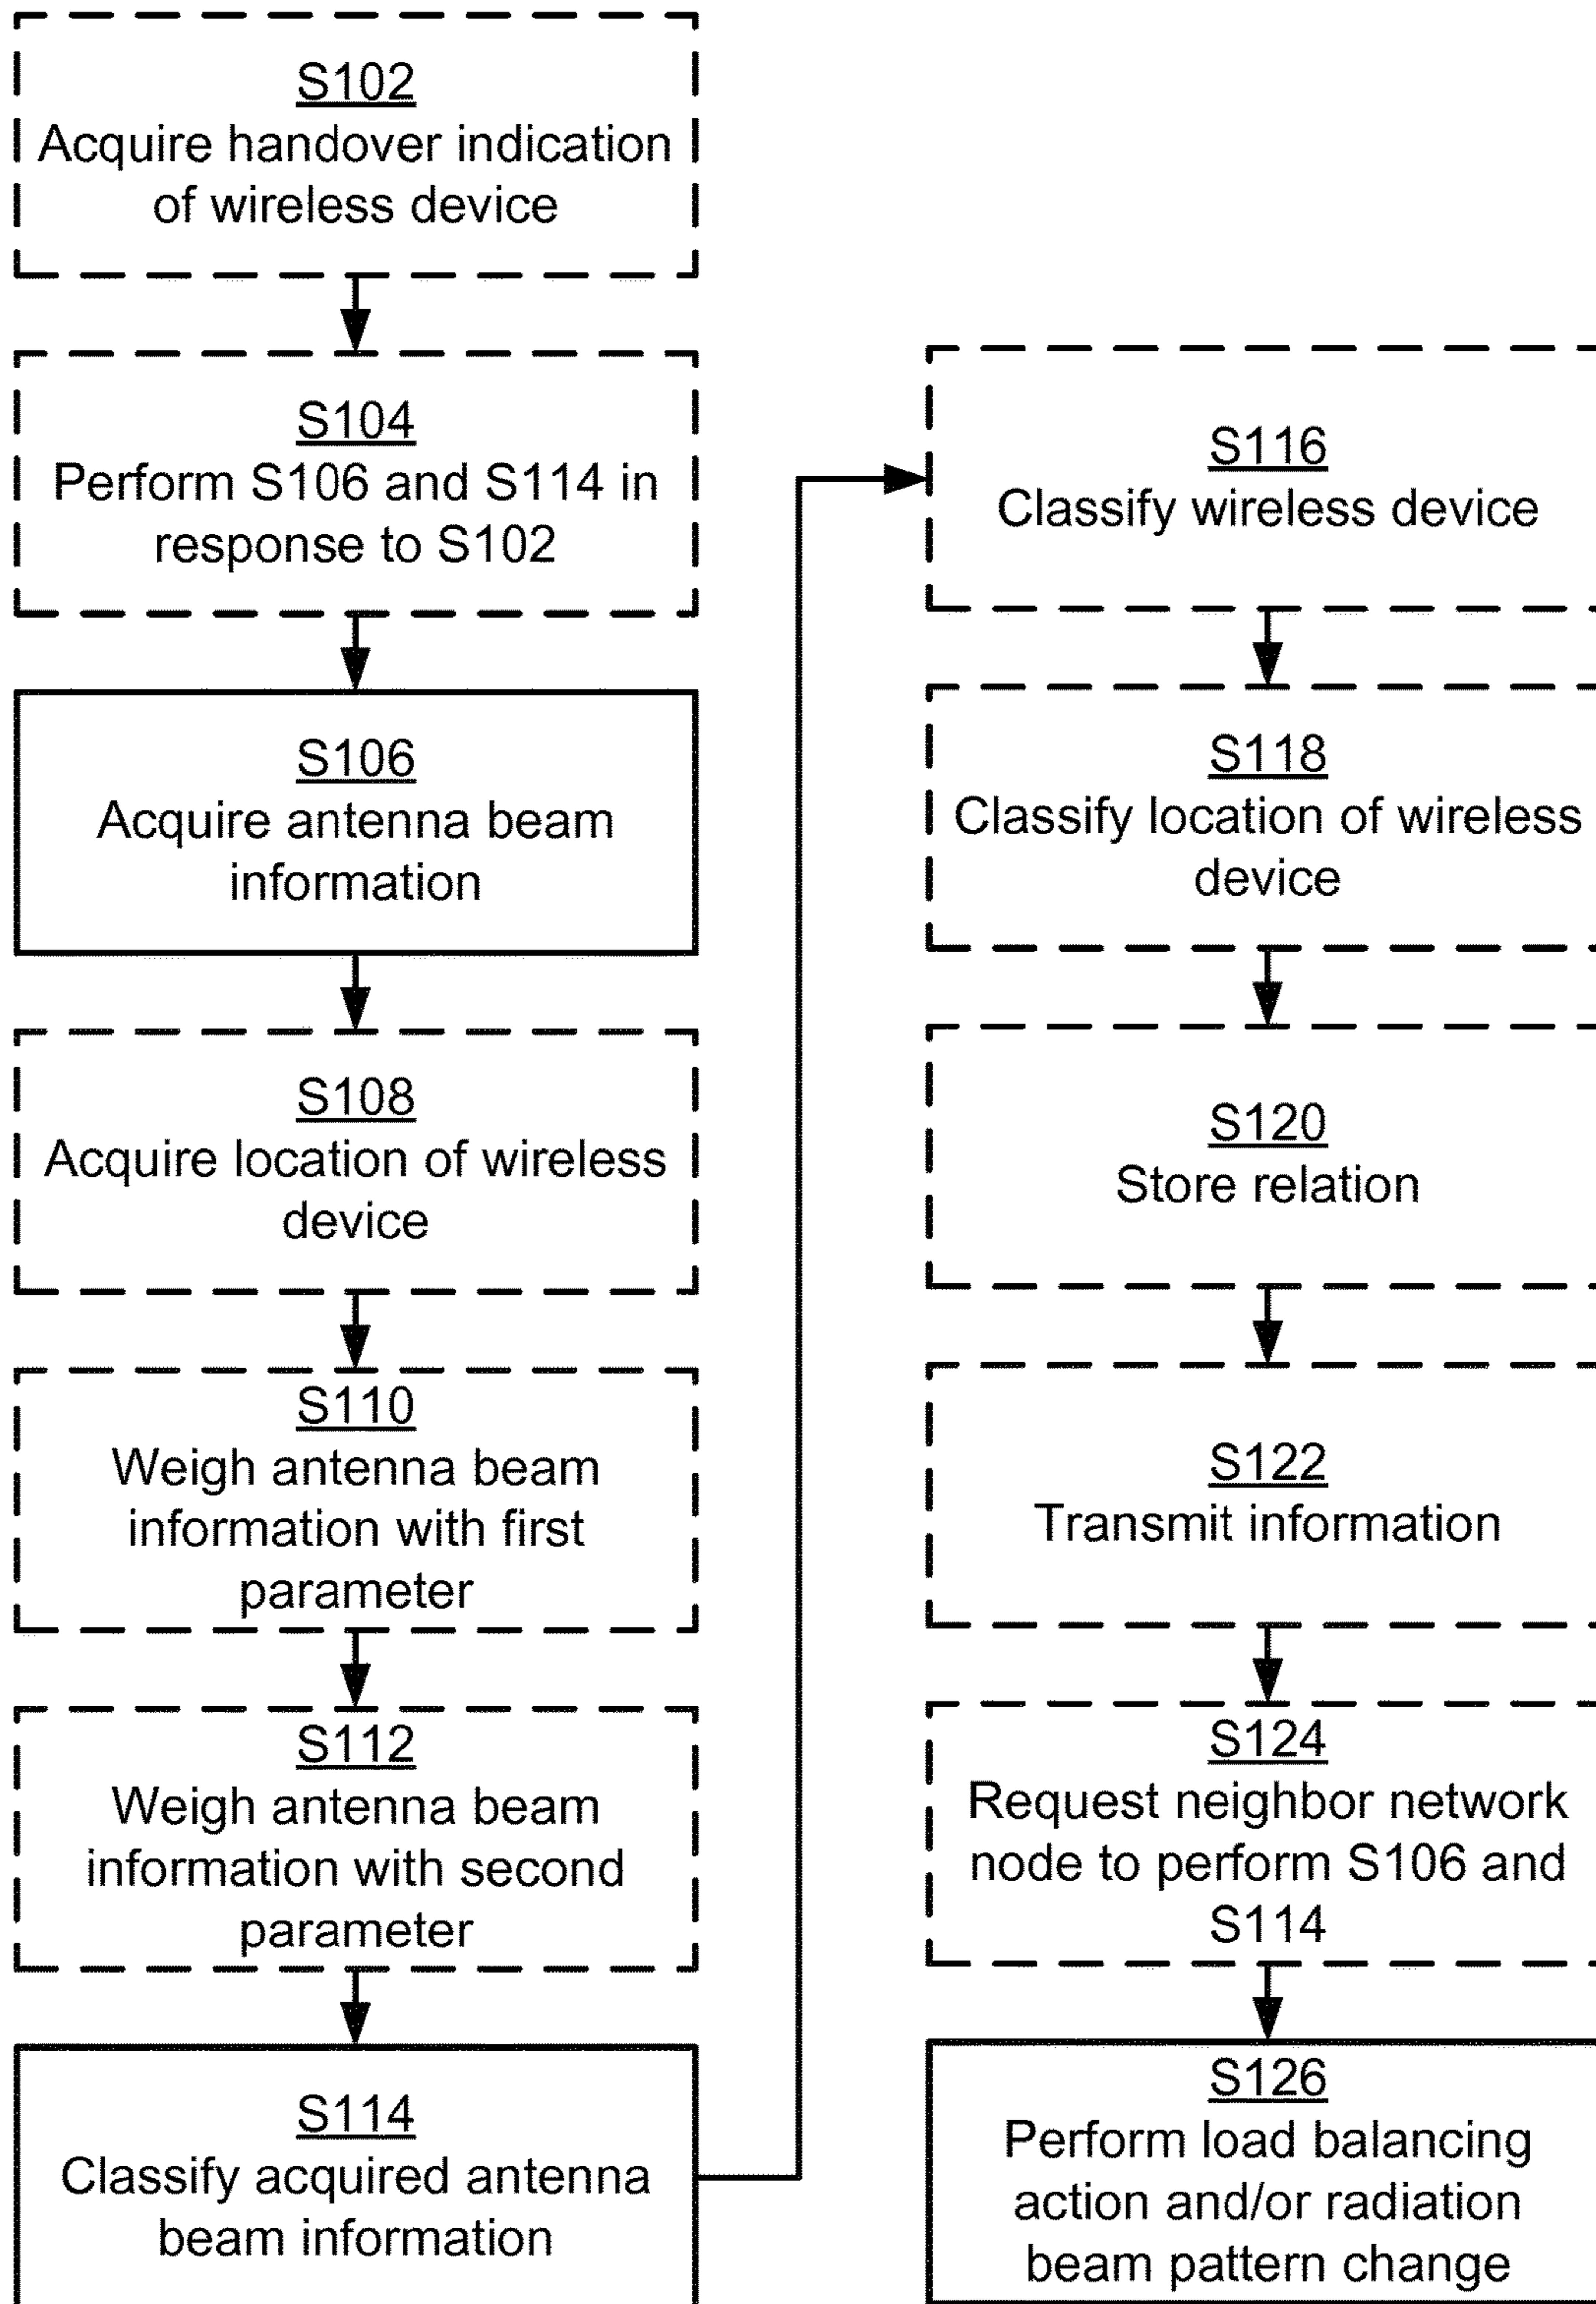 S102
Acquire handover indication
of wireless device
S104
Perform S106 and S114 in
response to S102
S106
Acquire antenna beam
information
S108
Acquire location of wireless
device
S110
Weigh antenna beam
information with first
parameter
S112
Weigh antenna beam
information with second
parameter
S114
Classify acquired antenna
beam information
S116
Classify wireless device
S118
Classify location of wireless
device
S120
Store relation
S122
Transmit information
S124
Request neighbor network
node to perform S106 and
S114
S126
Perform load balancing
action and/or radiation
beam pattern change